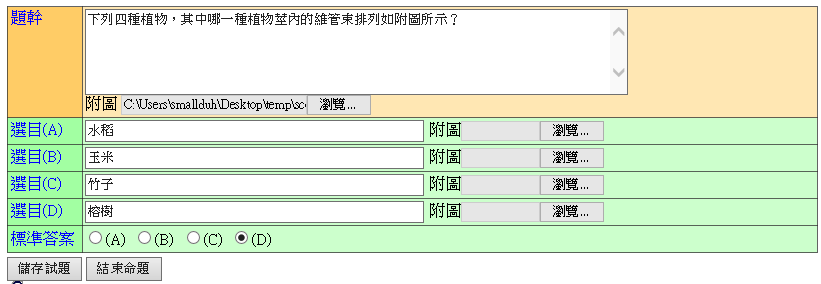 題幹 下列四種植物，其中哪一種植物莖內的維管束排列如附圖所示？
附圖 C:\Users\smallduh\Desktop\temp\sc 瀏覽...
選目(A) 水稻 附圖 瀏覽...
選目(B) 玉米 附圖 瀏覽...
選目(C) 竹子 附圖 瀏覽...
選目(D) 榕樹 附圖 瀏覽...
標準答案 (A) (B) (C) (D)
儲存試題 結束命題